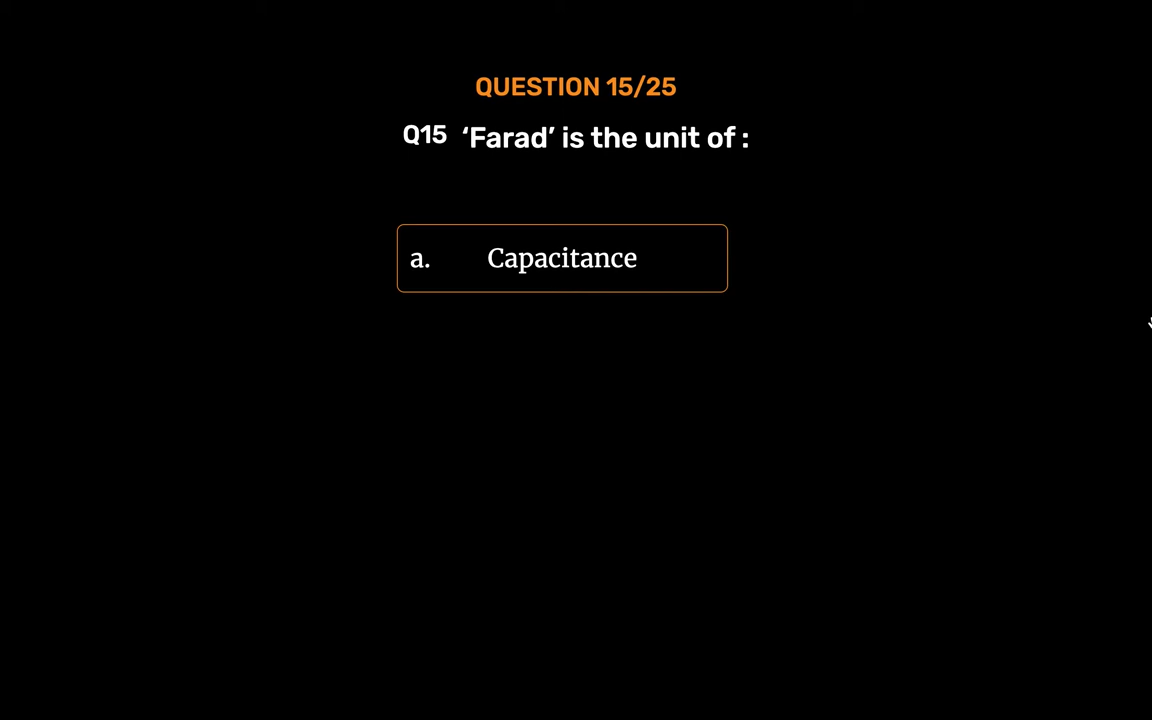 QUESTION 15/25
Q15 ‘Farad’ is the unit of :
a. Capacitance